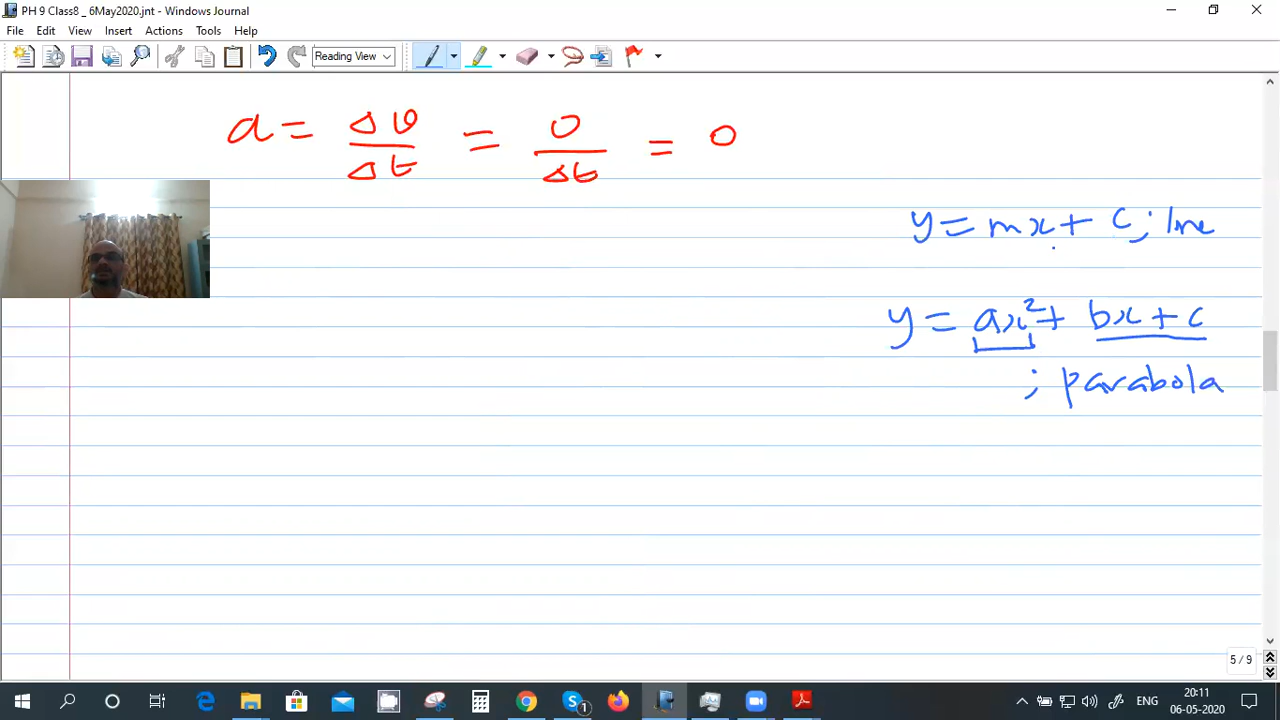 PH 9 Class8 _ 6May2020.jnt - Windows Journal
File Edit View Insert Actions Tools Help
Reading View
a = Δv/Δt = 0/Δt = 0
y = mx + c ; line
y = ax² + bx + c
; parabola
5 / 9
ENG
20:11
06-05-2020
1